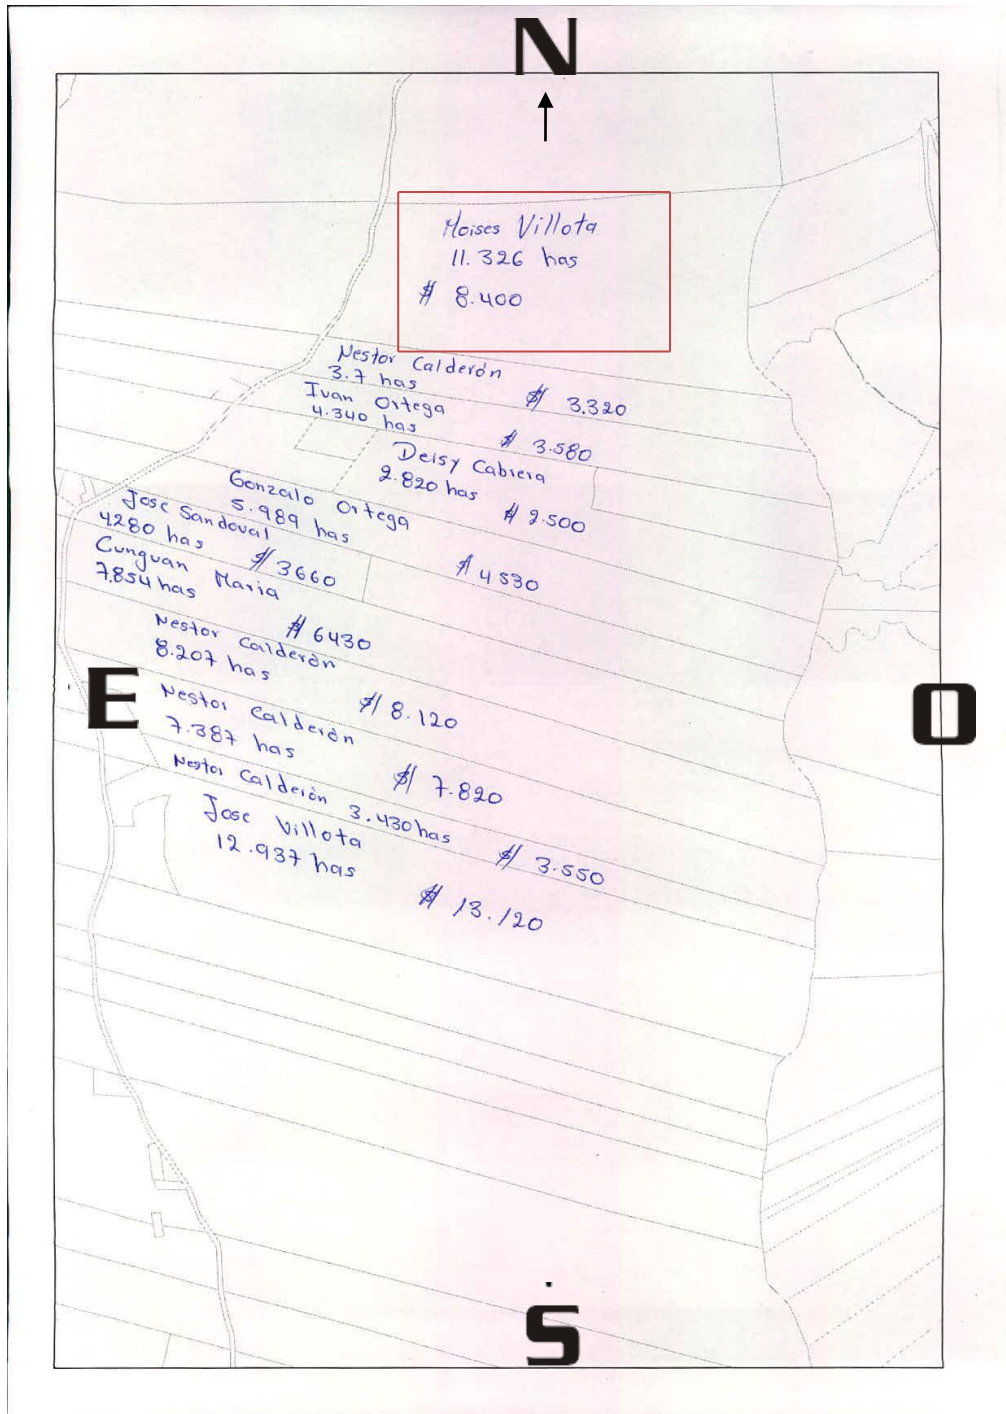 N
Moises Villota
11.326 has
$ 8.400
Nestor Calderón
3.7 has
$ 3.320
Ivan Ortega
4.340 has
$ 3.580
Deisy Cabrera
2.820 has
$ 2.500
Gonzalo Ortega
5.989 has
$ 4530
Jose Sandoval
4280 has
$ 3660
Cunguan Maria
7.854 has
$ 6430
Nestor Calderón
8.207 has
$ 8.120
E
O
Nestor Calderón
7.387 has
$ 7.820
Nestor Calderón 3.430 has
$ 3.550
Jose Villota
12.937 has
$ 13.120
S